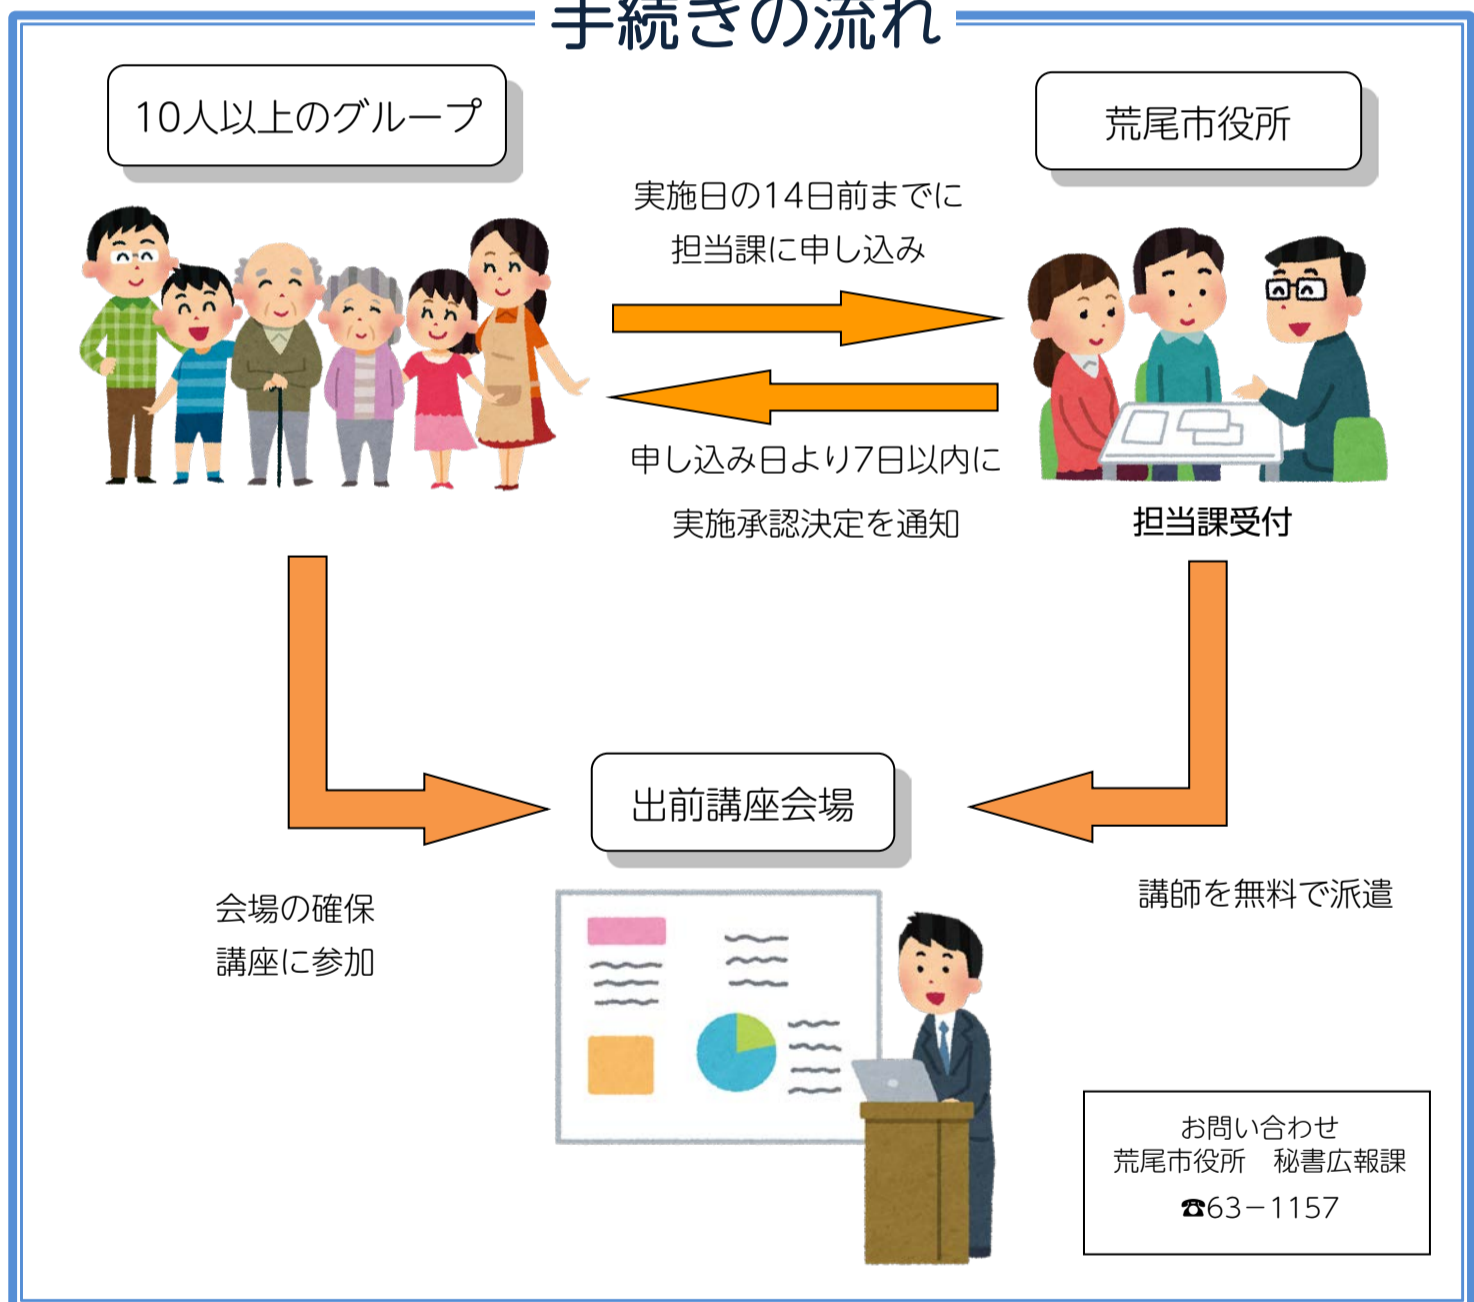 手続きの流れ
10人以上のグループ
荒尾市役所
実施日の14日前までに
担当課に申し込み
申し込み日より7日以内に
実施承認決定を通知
担当課受付
出前講座会場
会場の確保
講座に参加
講師を無料で派遣
お問い合わせ
荒尾市役所　秘書広報課
☎63－1157